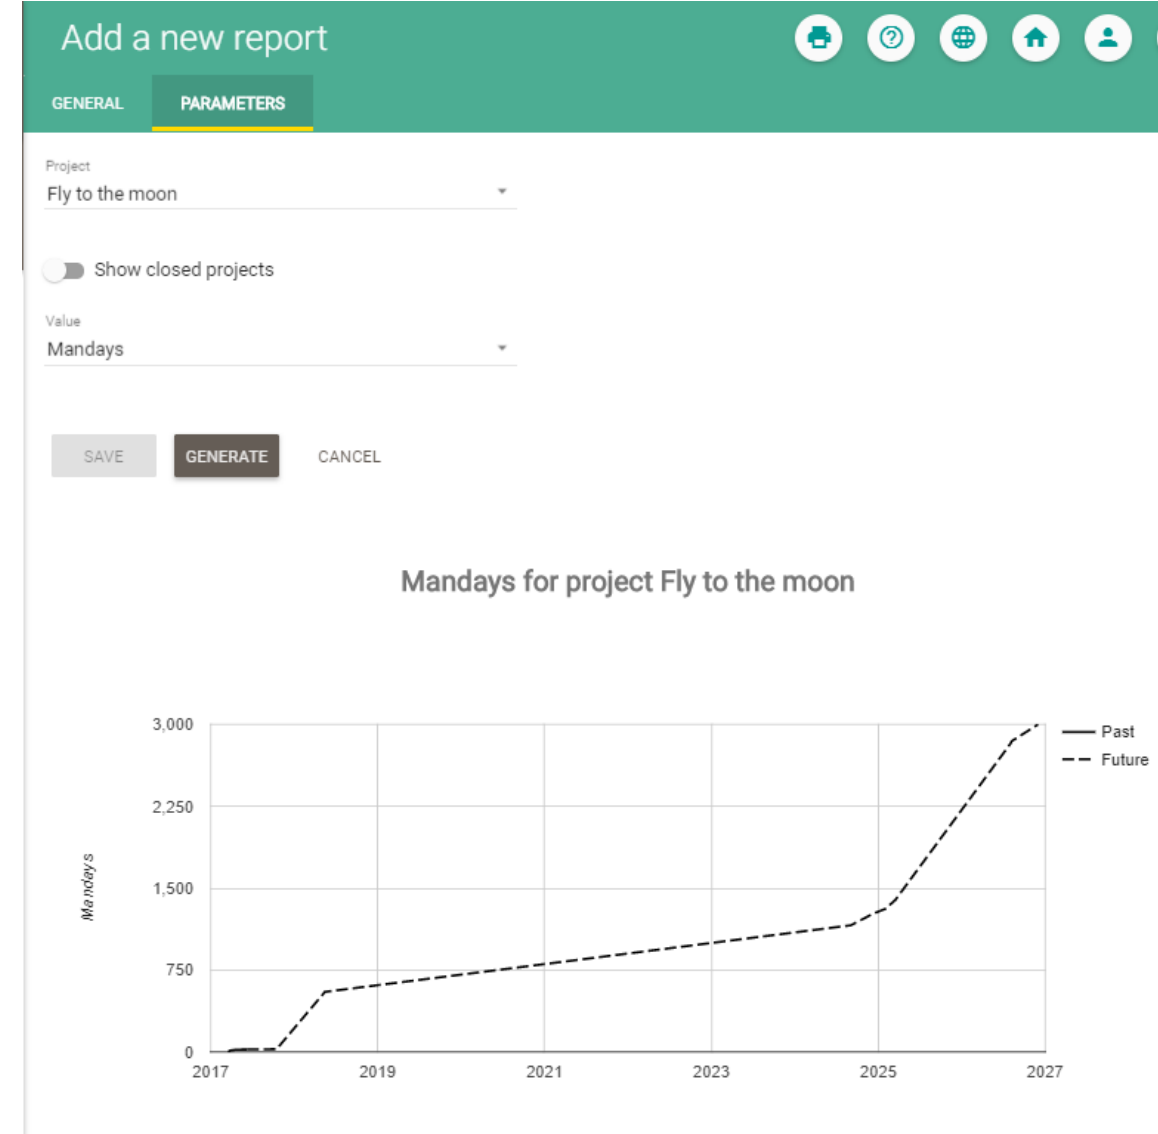 Add a new report
GENERAL PARAMETERS
Project
Fly to the moon
Show closed projects
Value
Mandays
SAVE GENERATE CANCEL
Mandays for project Fly to the moon
3,000
2,250
1,500
750
0
Mandays
2017 2019 2021 2023 2025 2027
Past
Future